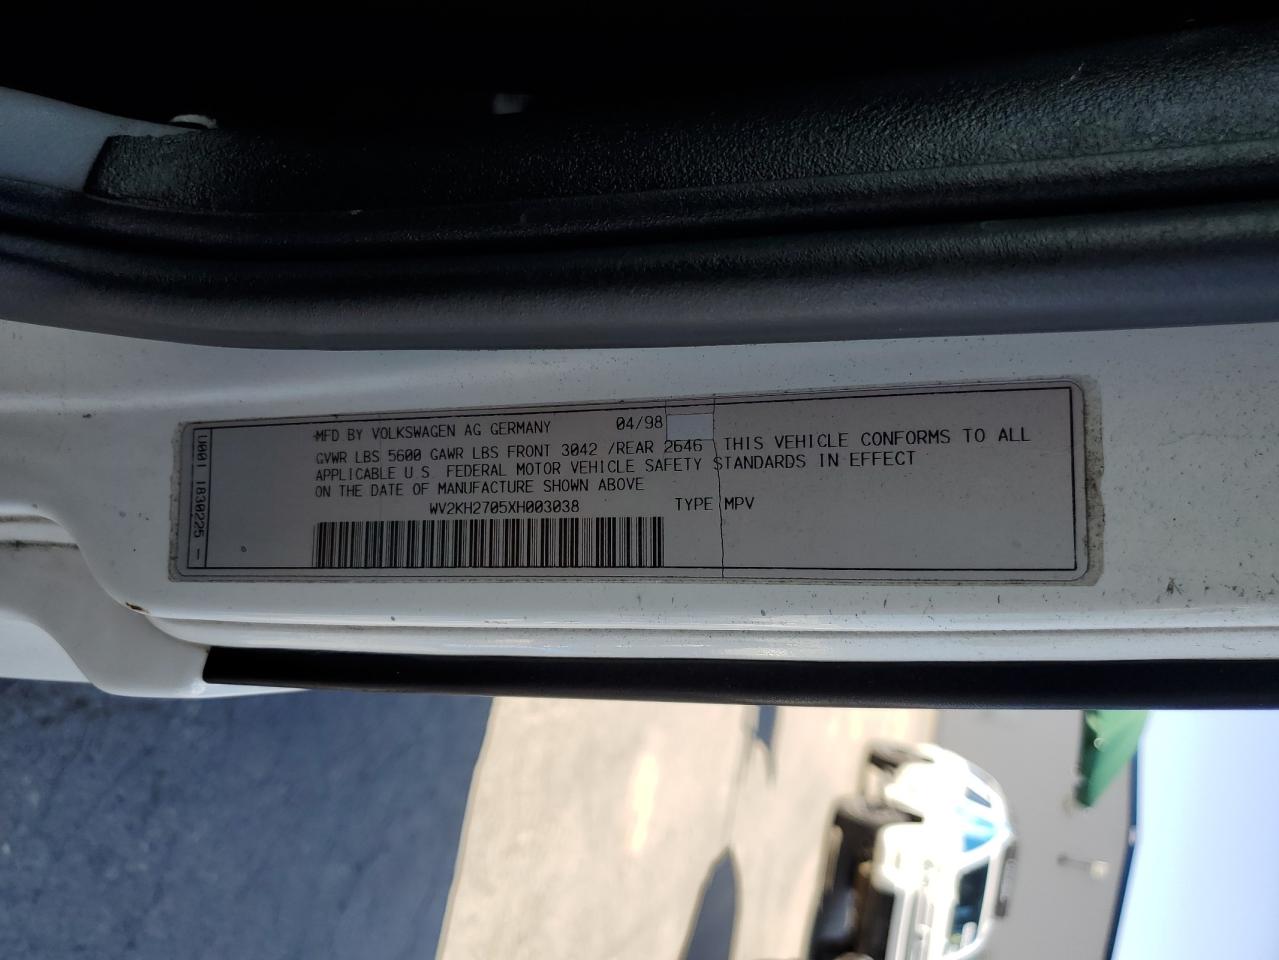 MFD BY VOLKSWAGEN AG GERMANY 04/98
GVWR LBS 5600 GAWR LBS FRONT 3042 /REAR 2646 THIS VEHICLE CONFORMS TO ALL
APPLICABLE U S FEDERAL MOTOR VEHICLE SAFETY STANDARDS IN EFFECT
ON THE DATE OF MANUFACTURE SHOWN ABOVE
WV2KH2705XH003038 TYPE MPV
U001 1830225 -